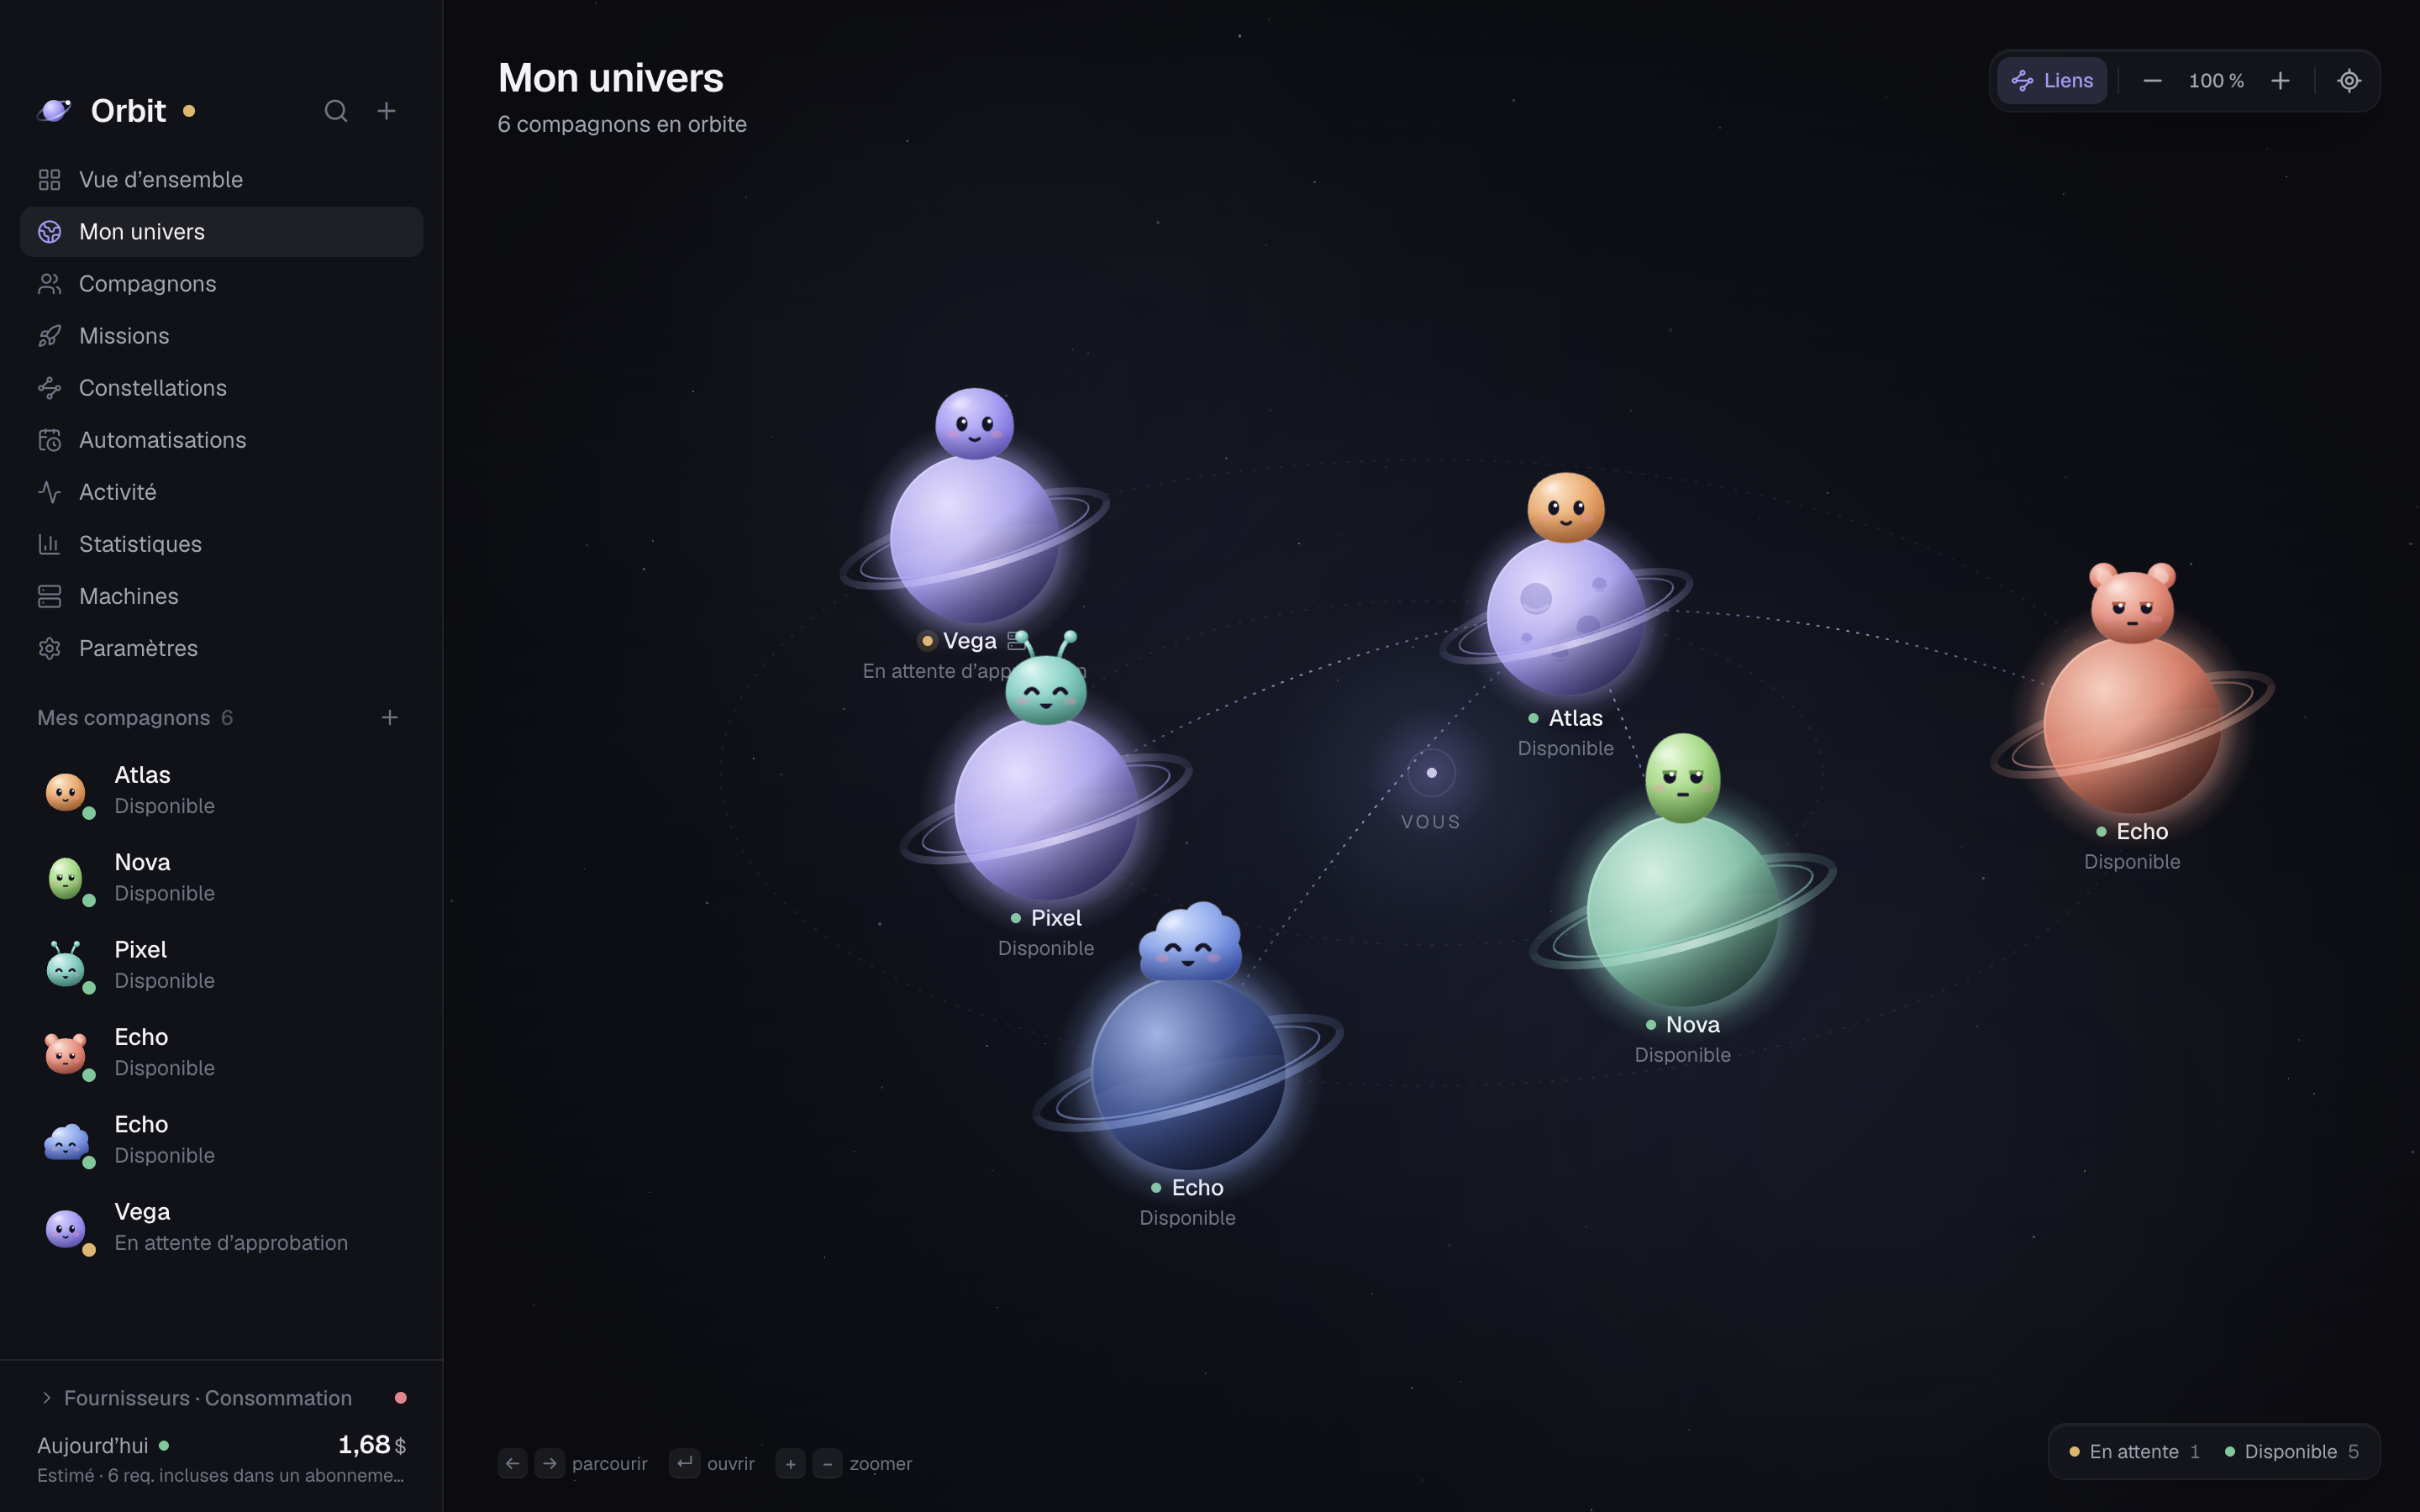 Orbit
Vue d’ensemble
Mon univers
Compagnons
Missions
Constellations
Automatisations
Activité
Statistiques
Machines
Paramètres
Mes compagnons 6
Atlas
Disponible
Nova
Disponible
Pixel
Disponible
Echo
Disponible
Echo
Disponible
Vega
En attente d’approbation
Fournisseurs · Consommation
Aujourd’hui 1,68 $
Estimé · 6 req. incluses dans un abonneme…
Mon univers
6 compagnons en orbite
Liens − 100 % +
Vega
En attente d’app
Atlas
Disponible
VOUS
Echo
Disponible
Pixel
Disponible
Nova
Disponible
Echo
Disponible
← → parcourir ↵ ouvrir + − zoomer
En attente 1 Disponible 5